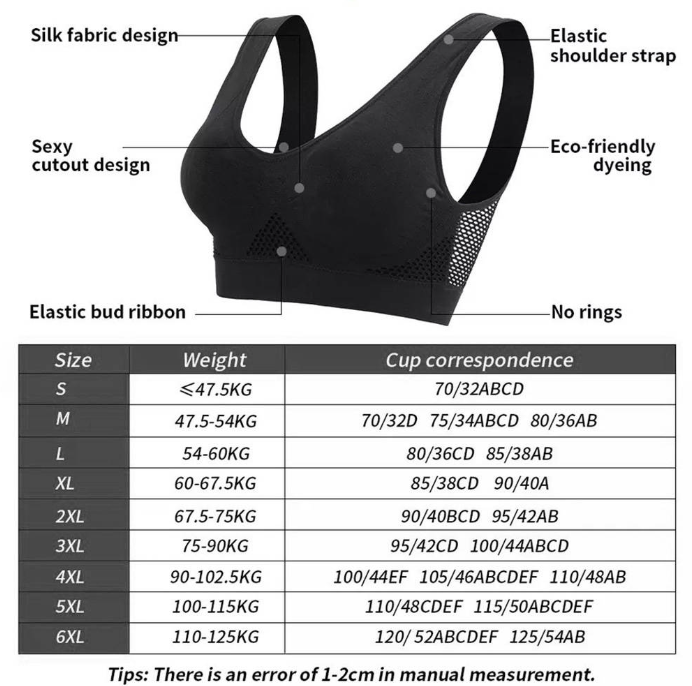 Silk fabric design
Elastic
shoulder strap
Sexy
cutout design
Eco-friendly
dyeing
Elastic bud ribbon
No rings
Size Weight Cup correspondence
S ⩽47.5KG 70/32ABCD
M 47.5-54KG 70/32D 75/34ABCD 80/36AB
L 54-60KG 80/36CD 85/38AB
XL 60-67.5KG 85/38CD 90/40A
2XL 67.5-75KG 90/40BCD 95/42AB
3XL 75-90KG 95/42CD 100/44ABCD
4XL 90-102.5KG 100/44EF 105/46ABCDEF 110/48AB
5XL 100-115KG 110/48CDEF 115/50ABCDEF
6XL 110-125KG 120/ 52ABCDEF 125/54AB
Tips: There is an error of 1-2cm in manual measurement.